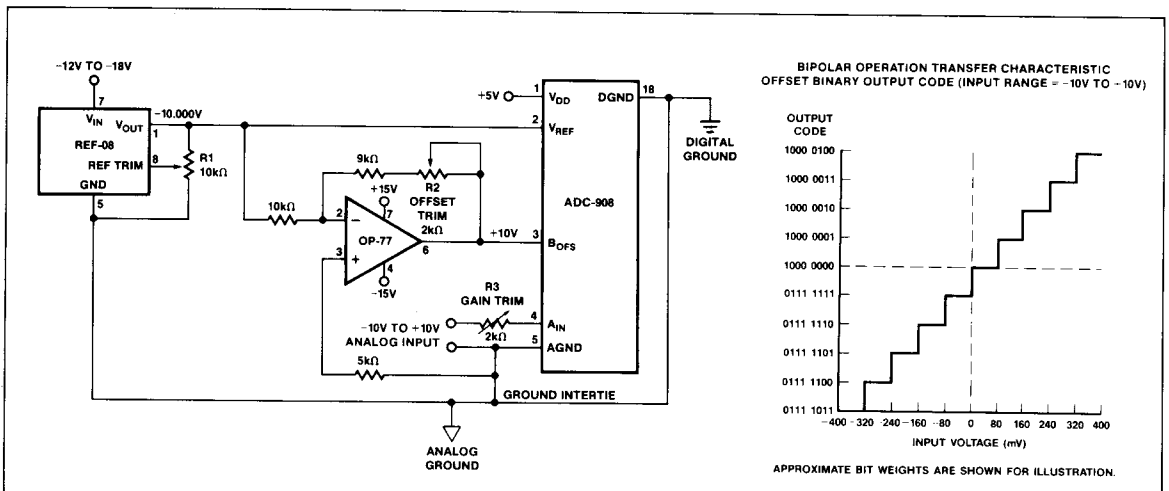 -12V TO -18V
7
VIN
VOUT
-10.000V
1
REF-08
REF TRIM
8
R1
10kΩ
GND
5
9kΩ
R2
OFFSET
TRIM
2kΩ
+15V
7
10kΩ
2
−
OP-77
6
+10V
3
+
4
-15V
5kΩ
+5V
1
VDD
DGND
18
2
VREF
DIGITAL
GROUND
ADC-908
3
BOFS
R3
GAIN TRIM
-10V TO +10V
ANALOG INPUT
2kΩ
4
AIN
5
AGND
GROUND INTERTIE
ANALOG
GROUND
BIPOLAR OPERATION TRANSFER CHARACTERISTIC
OFFSET BINARY OUTPUT CODE (INPUT RANGE = -10V TO -10V)
OUTPUT
CODE
1000 0100
1000 0011
1000 0010
1000 0001
1000 0000
0111 1111
0111 1110
0111 1101
0111 1100
0111 1011
-400 -320 -240 -160 -80 0 80 160 240 320 400
INPUT VOLTAGE (mV)
APPROXIMATE BIT WEIGHTS ARE SHOWN FOR ILLUSTRATION.